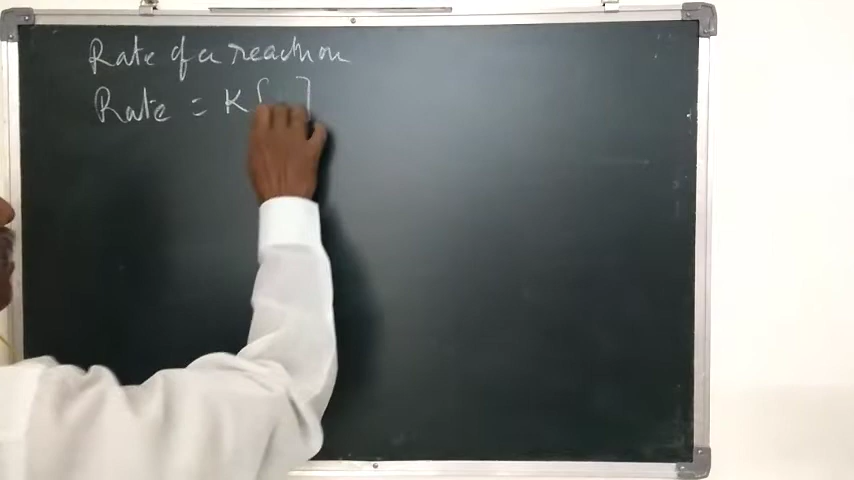 Rate of a reaction
Rate = K[ ]